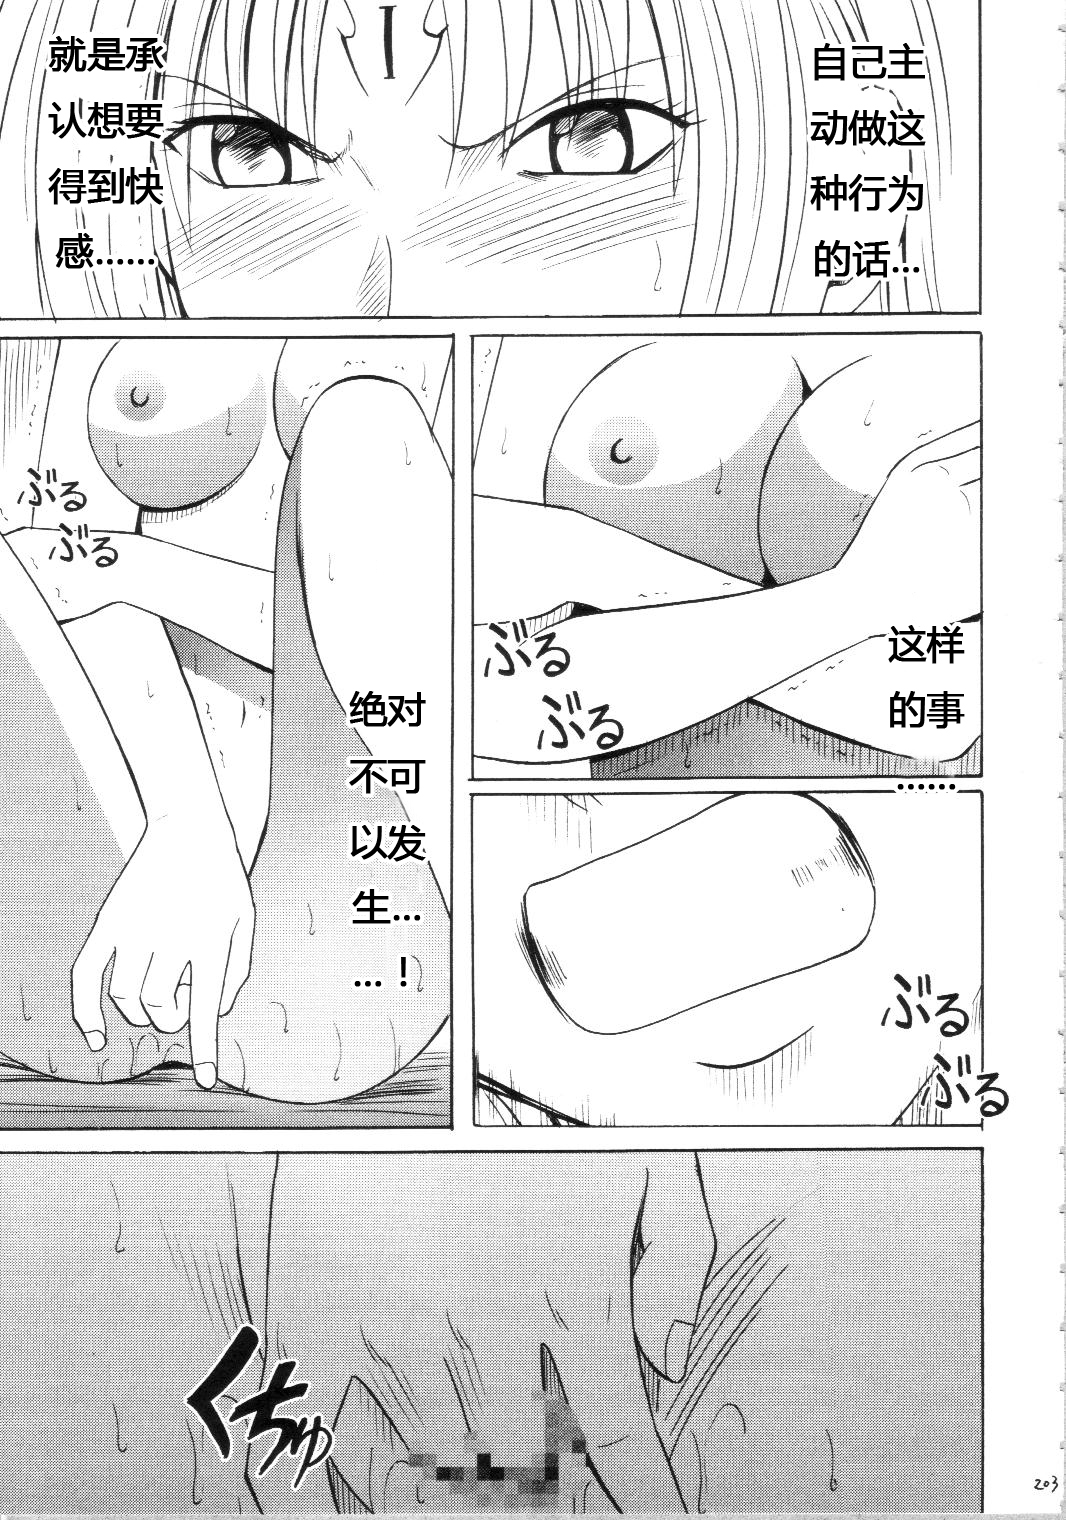 自己主
动做这
种行为
的话...
就是承
认想要
得到快
感......
I
这样
的事
......
ぶる
ぶる
ぶる
ぶる
绝对
不可
以发
生...
...！
ぶる
ぶる
くちゅ
203